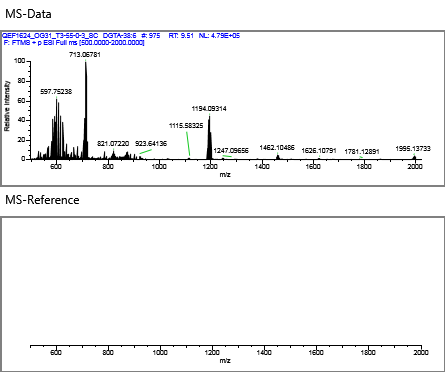 MS-Data
QEF1624_OG31_T3-55-0-3_SC DGTA-38:6 #: 975 RT: 9.51 NL: 4.79E+05
F: FTMS + p ESI Full ms [500.0000-2000.0000]
713.05781
100
597.75238
80
1194.09314
60
1115.58325
40
821.07220
923.64136
1247.09656
1462.10486
1626.10791
1781.12891
1995.13733
20
0
Relative Intensity
600 800 1000 1200 1400 1600 1800 2000
m/z
MS-Reference
600 800 1000 1200 1400 1600 1800 2000
m/z